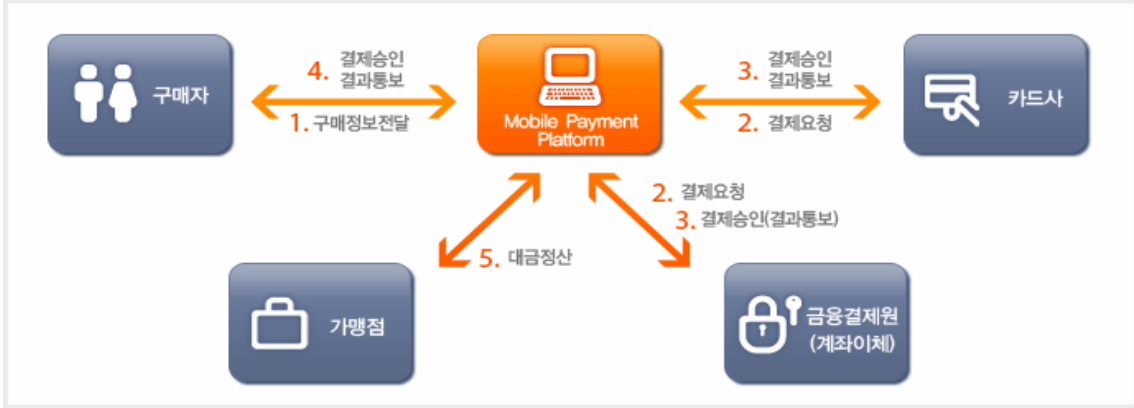 구매자
4. 결제승인
결과통보
1. 구매정보전달
Mobile Payment
Platform
3. 결제승인
결과통보
2. 결제요청
카드사
2. 결제요청
3. 결제승인(결과통보)
5. 대금정산
가맹점
금융결제원
(계좌이체)